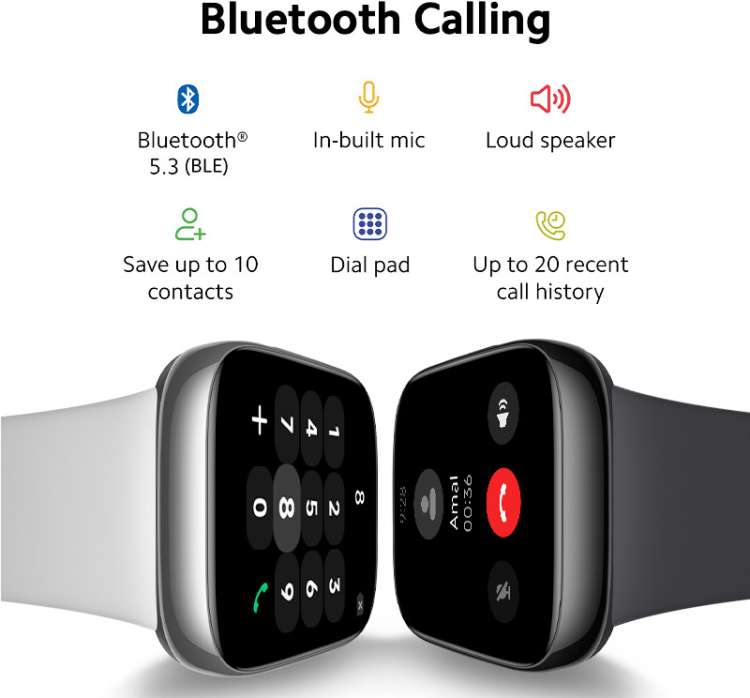 Bluetooth Calling
Bluetooth®
5.3 (BLE)
In-built mic
Loud speaker
Save up to 10
contacts
Dial pad
Up to 20 recent
call history
8
1 2 3
4 5 6
7 8 9
+ 0
9:28
Amal
00:36